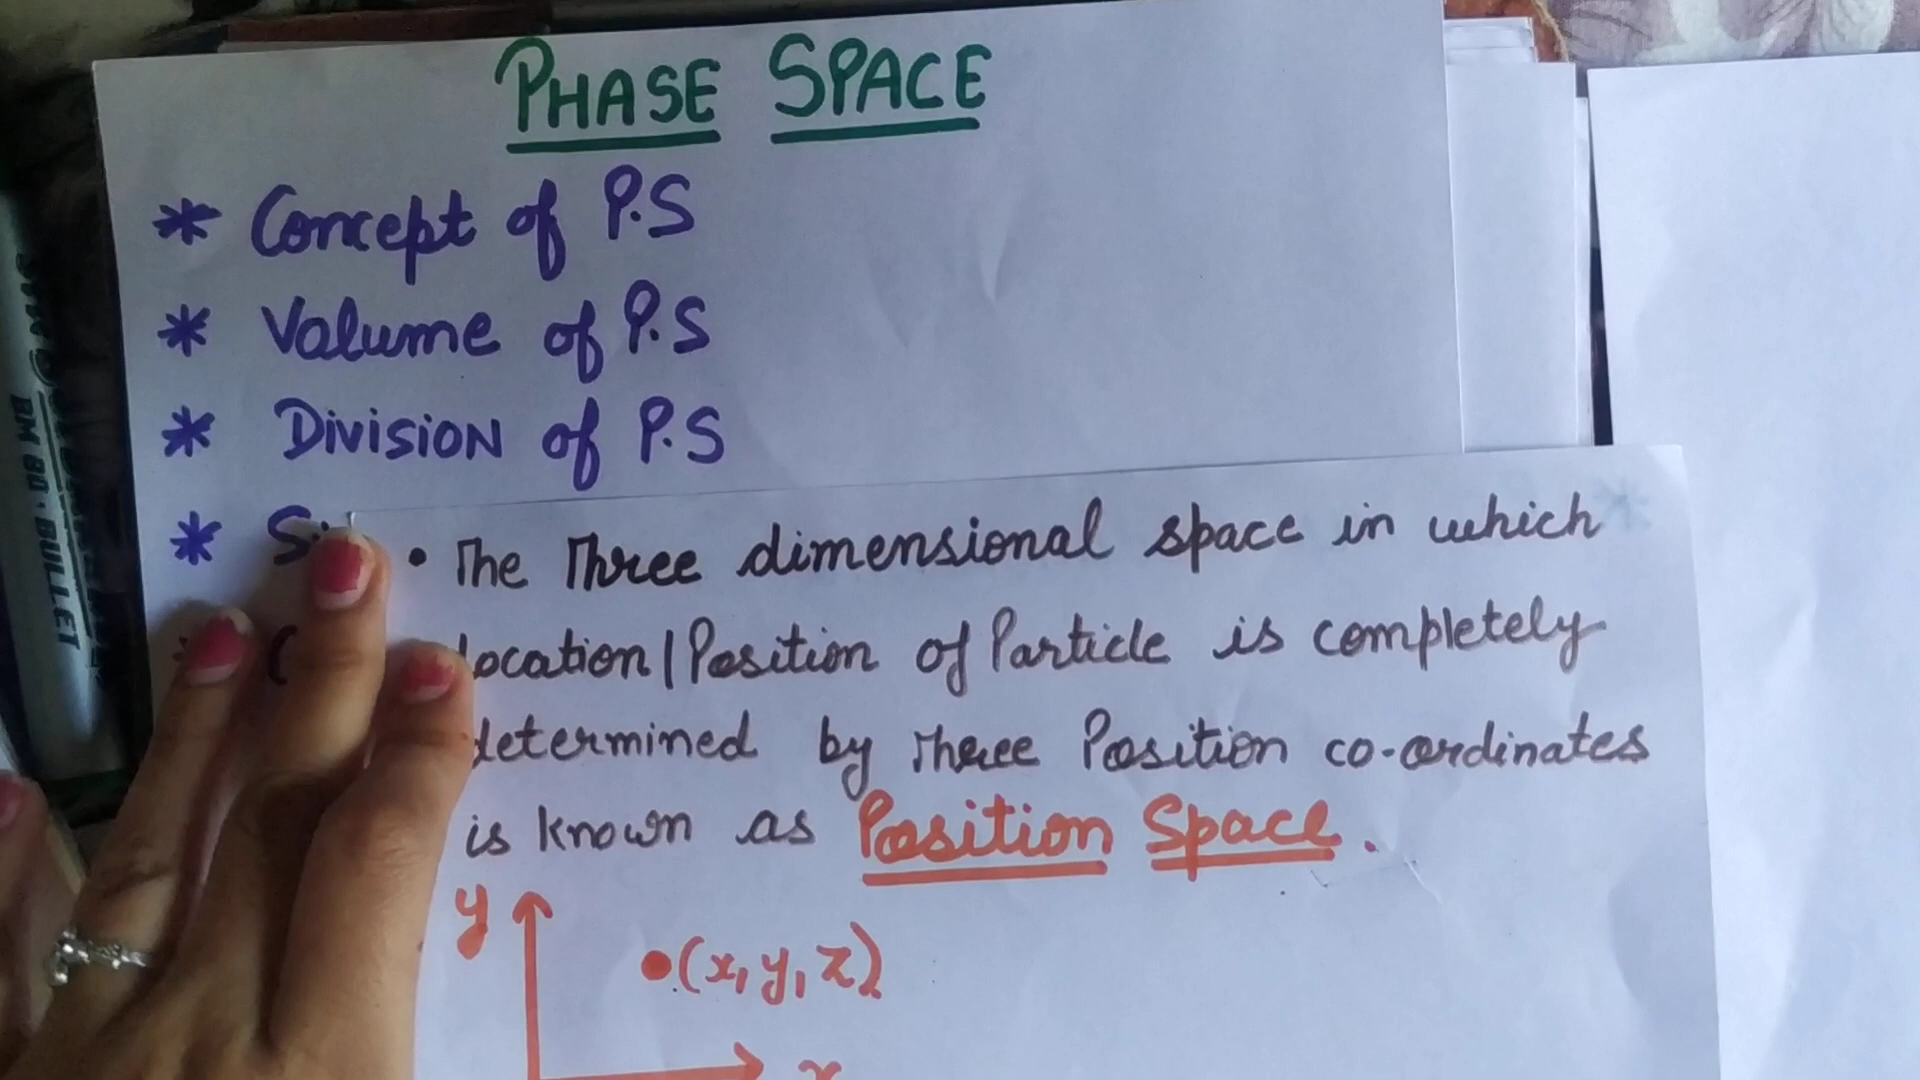 PHASE SPACE
* Concept of P.S
* Volume of P.S
* Division of P.S
*
• The Three dimensional space in which
location/Position of Particle is completely
determined by Three Position co-ordinates
is known as Position Space.
y
(x, y, z)
x
BM 80 : BULLET